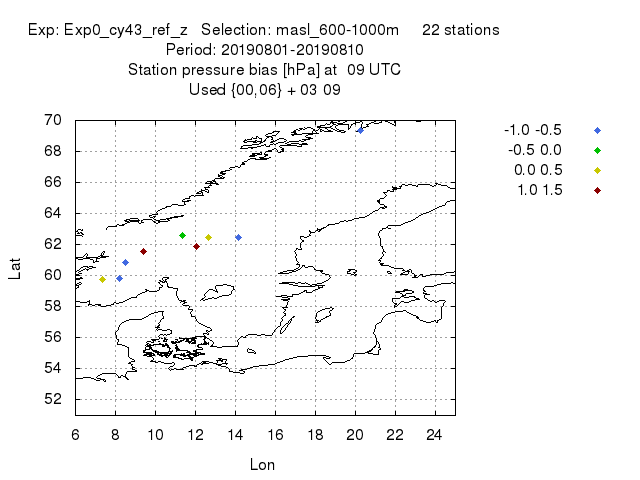 Exp: Exp0_cy43_ref_z   Selection: masl_600-1000m     22 stations
Period: 20190801-20190810
Station pressure bias [hPa] at  09 UTC
Used {00,06} + 03 09
-1.0 -0.5
-0.5 0.0
0.0 0.5
1.0 1.5
70
68
66
64
62
60
58
56
54
52
Lat
6 8 10 12 14 16 18 20 22 24
Lon